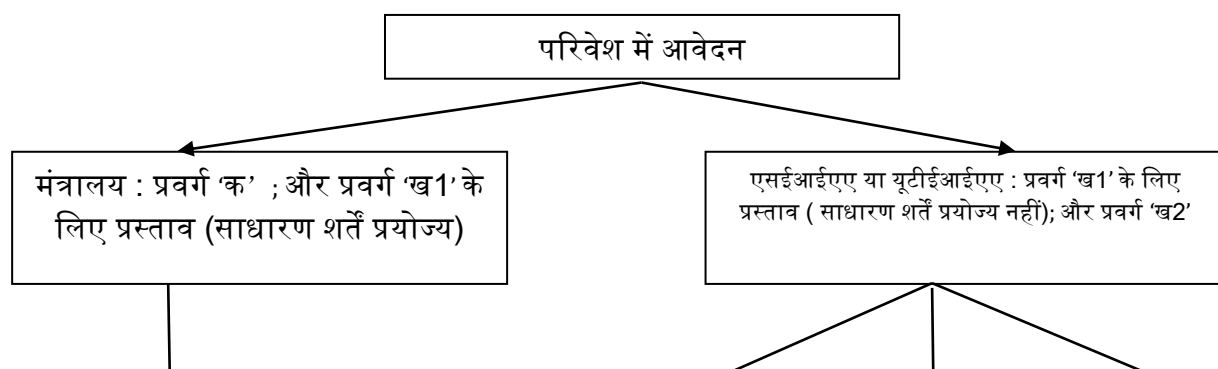 परिवेश में आवेदन
मंत्रालय : प्रवर्ग ‘क’ ; और प्रवर्ग ‘ख1’ के
लिए प्रस्ताव (साधारण शर्तें प्रयोज्य)
एसईआईएए या यूटीईआईएए : प्रवर्ग ‘ख1’ के लिए
प्रस्ताव ( साधारण शर्तें प्रयोज्य नहीं); और प्रवर्ग ‘ख2’